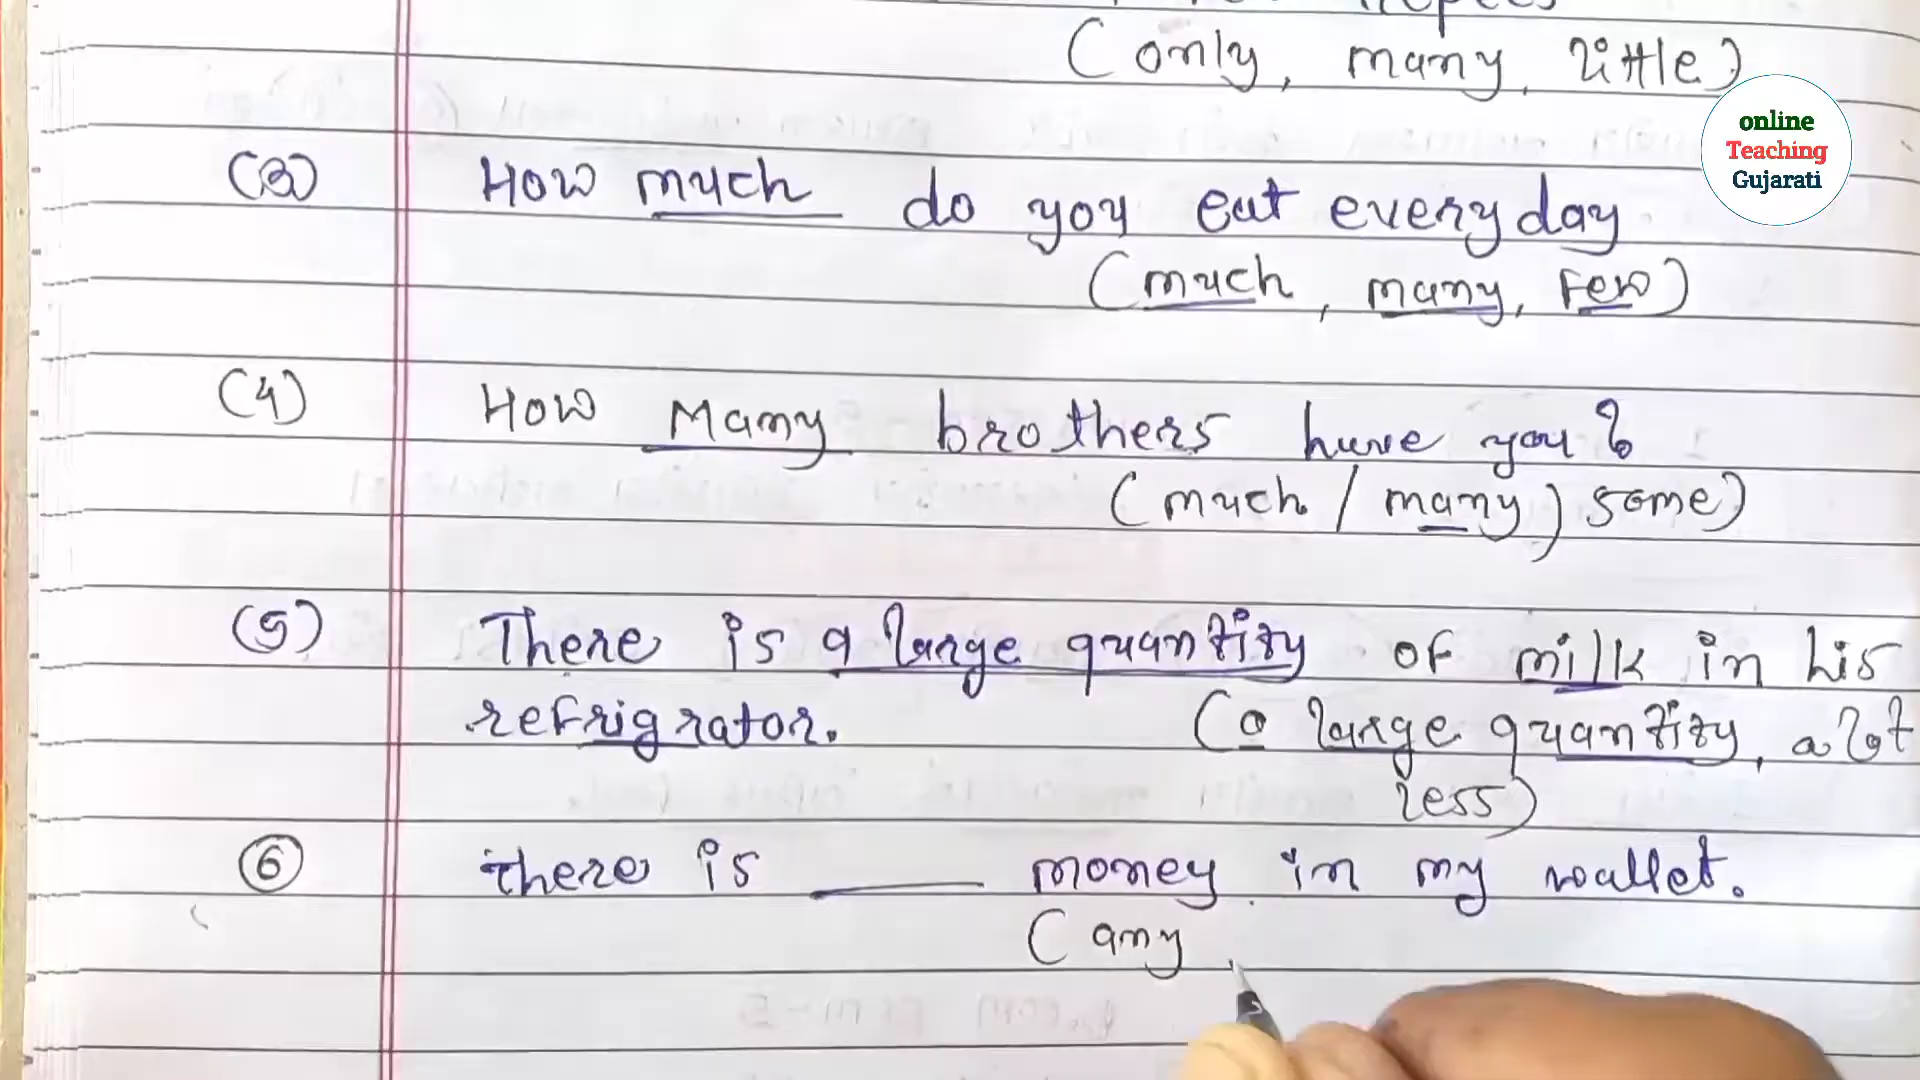 (only, many, little)
online
Teaching
Gujarati
(3) How much do you eat everyday
(much, many, few)
(4) How Many brothers have you?
(much / many, some)
(5) There is a large quantity of milk in his
refrigrator. (a large quantity, a lot
less)
6 there is ____ money in my wallet.
(any